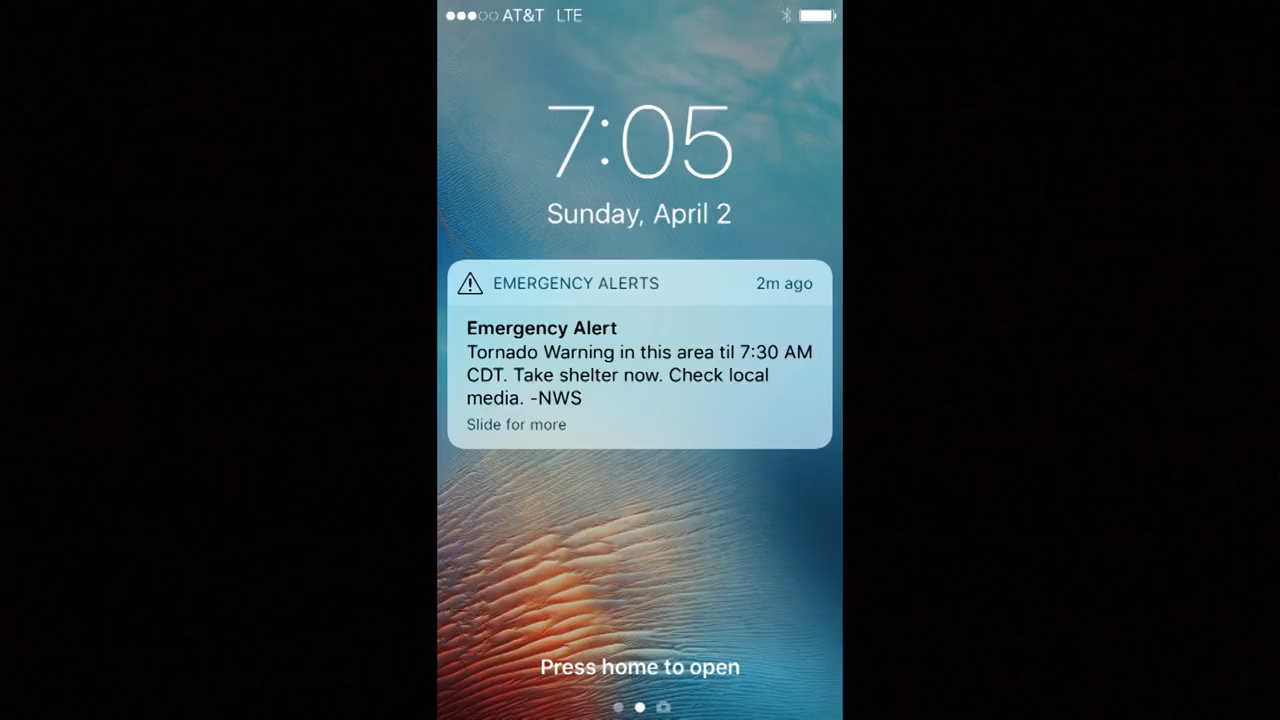 AT&T LTE
7:05
Sunday, April 2
EMERGENCY ALERTS 2m ago
Emergency Alert
Tornado Warning in this area til 7:30 AM
CDT. Take shelter now. Check local
media. -NWS
Slide for more
Press home to open